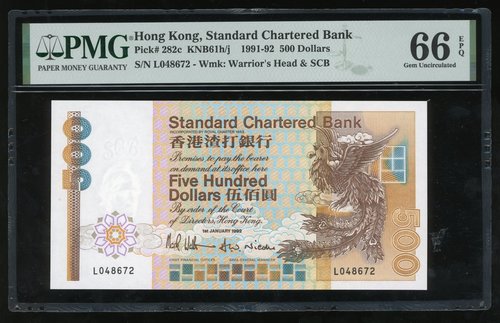 PMG
PAPER MONEY GUARANTY
Hong Kong, Standard Chartered Bank
Pick# 282c KNB61h/j 1991-92 500 Dollars
S/N L048672 - Wmk: Warrior's Head & SCB
66 EPQ
Gem Uncirculated
Standard Chartered Bank
INCORPORATED BY ROYAL CHARTER 1853
香港渣打銀行
Promises to pay the bearer
on demand at its office here
Five Hundred
Dollars 伍佰圓
By order of the Court
of Directors, Hong Kong.
1st JANUARY 1992
500
L048672
L048672